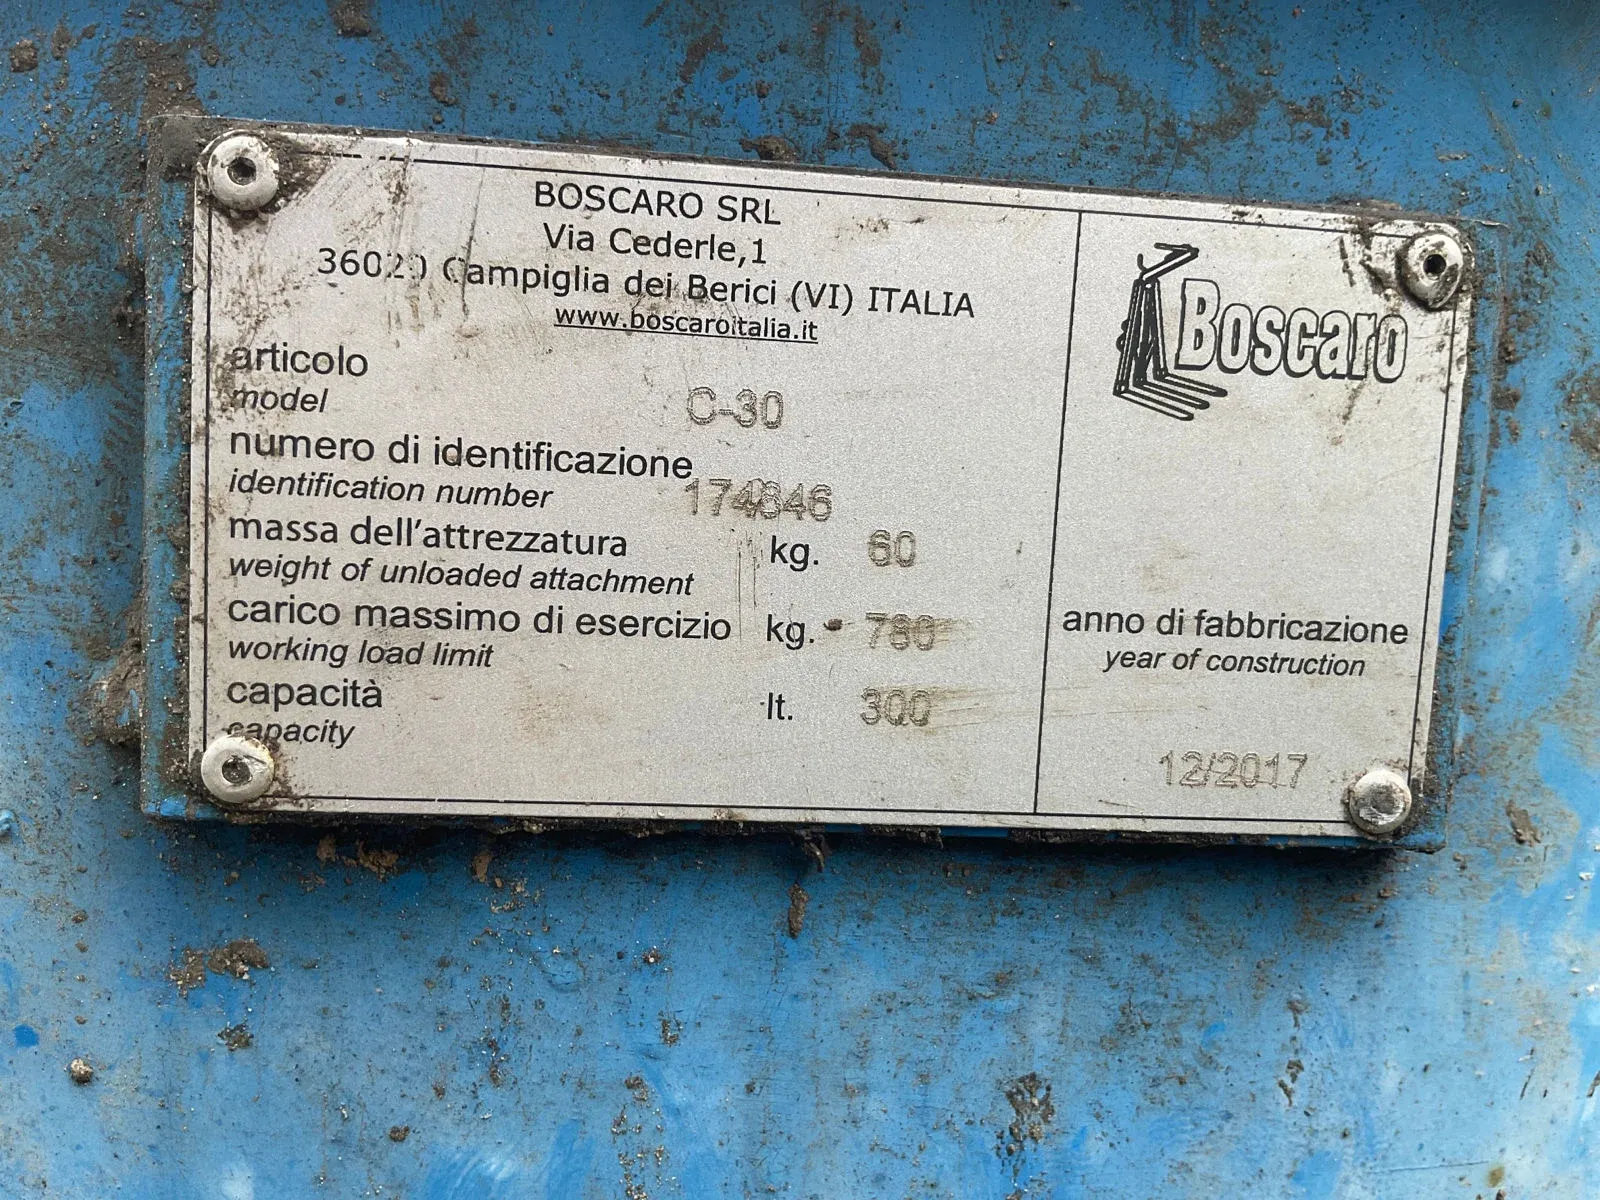 BOSCARO SRL
Via Cederle,1
36020 Campiglia dei Berici (VI) ITALIA
www.boscaroitalia.it
articolo
model
C-30
numero di identificazione
identification number
174846
massa dell'attrezzatura kg. 60
weight of unloaded attachment
carico massimo di esercizio kg. 780
working load limit
capacità lt. 300
capacity
Boscaro
anno di fabbricazione
year of construction
12/2017